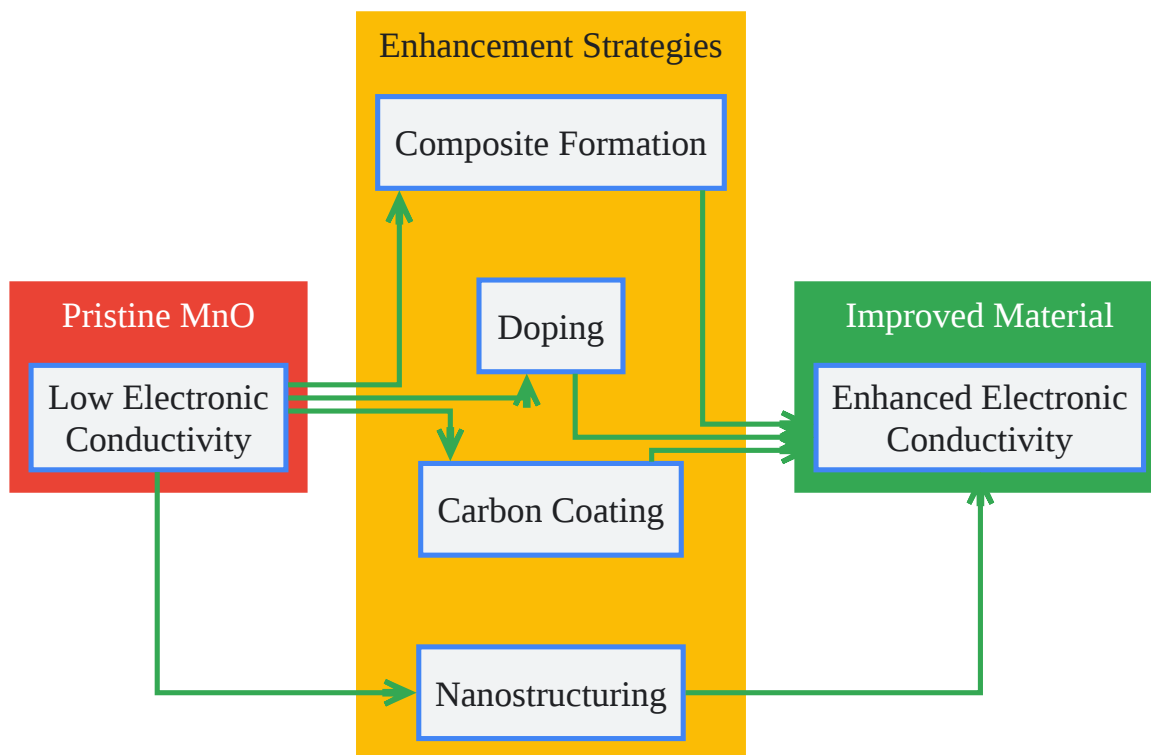 Enhancement Strategies
Composite Formation
Pristine MnO
Low Electronic
Conductivity
Doping
Carbon Coating
Nanostructuring
Improved Material
Enhanced Electronic
Conductivity